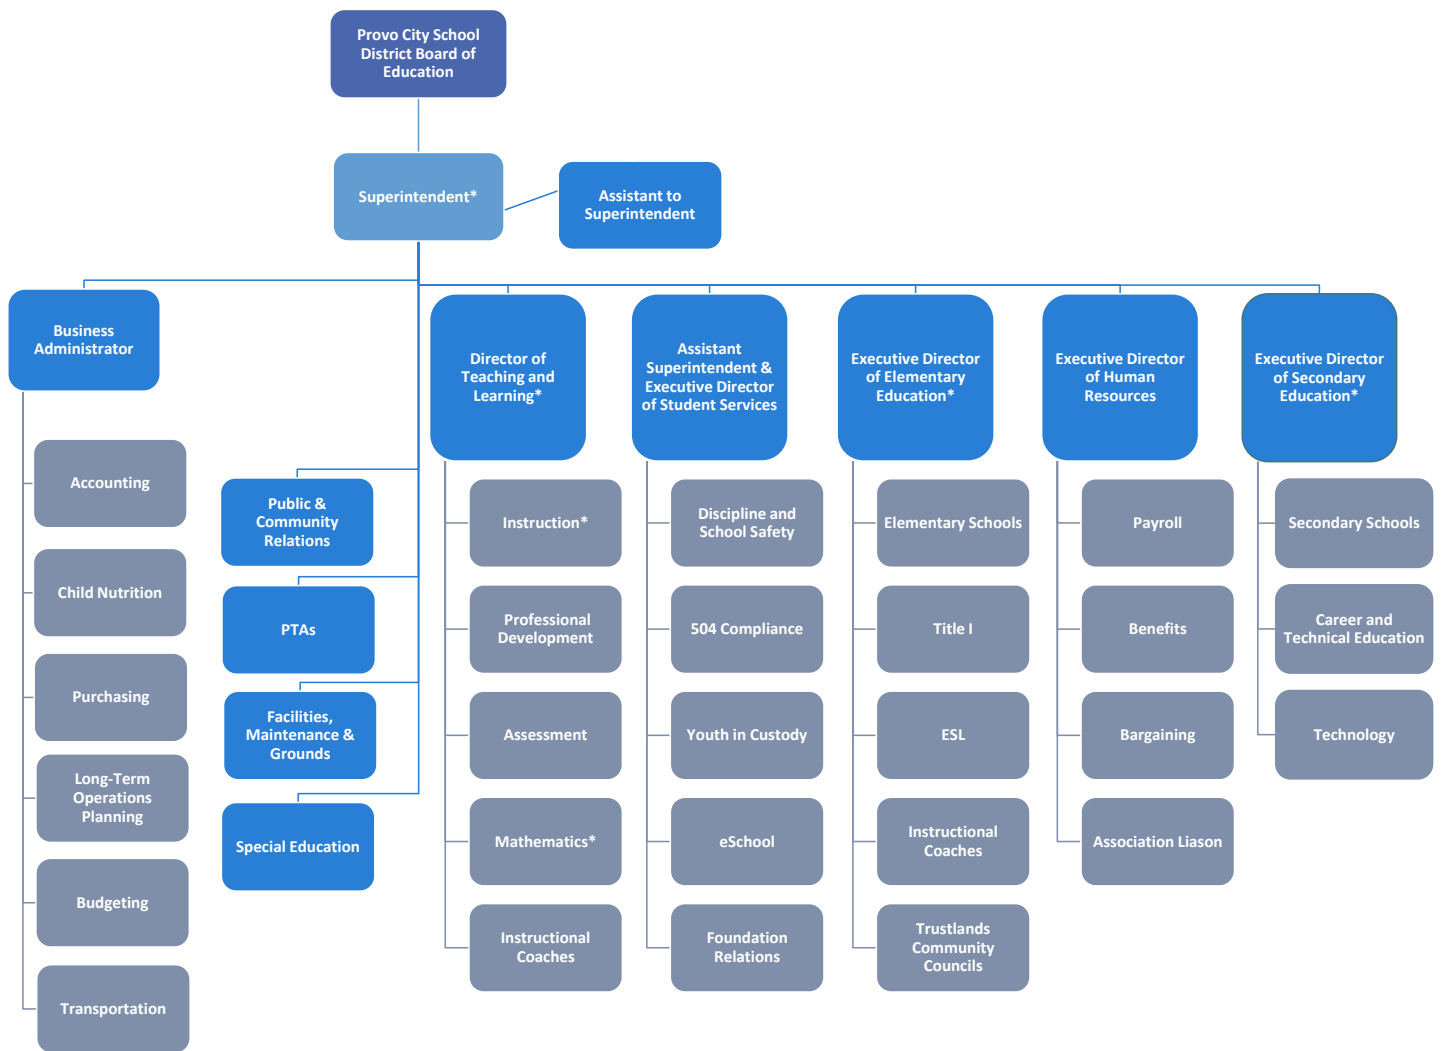 Provo City School
District Board of
Education
Superintendent*
Assistant to
Superintendent
Business
Administrator
Director of
Teaching and
Learning*
Assistant
Superintendent &
Executive Director
of Student Services
Executive Director
of Elementary
Education*
Executive Director
of Human
Resources
Executive Director
of Secondary
Education*
Accounting
Child Nutrition
Purchasing
Long-Term
Operations
Planning
Budgeting
Transportation
Public &
Community
Relations
PTAs
Facilities,
Maintenance &
Grounds
Special Education
Instruction*
Professional
Development
Assessment
Mathematics*
Instructional
Coaches
Discipline and
School Safety
504 Compliance
Youth in Custody
eSchool
Foundation
Relations
Elementary Schools
Title I
ESL
Instructional
Coaches
Trustlands
Community
Councils
Payroll
Benefits
Bargaining
Association Liason
Secondary Schools
Career and
Technical Education
Technology